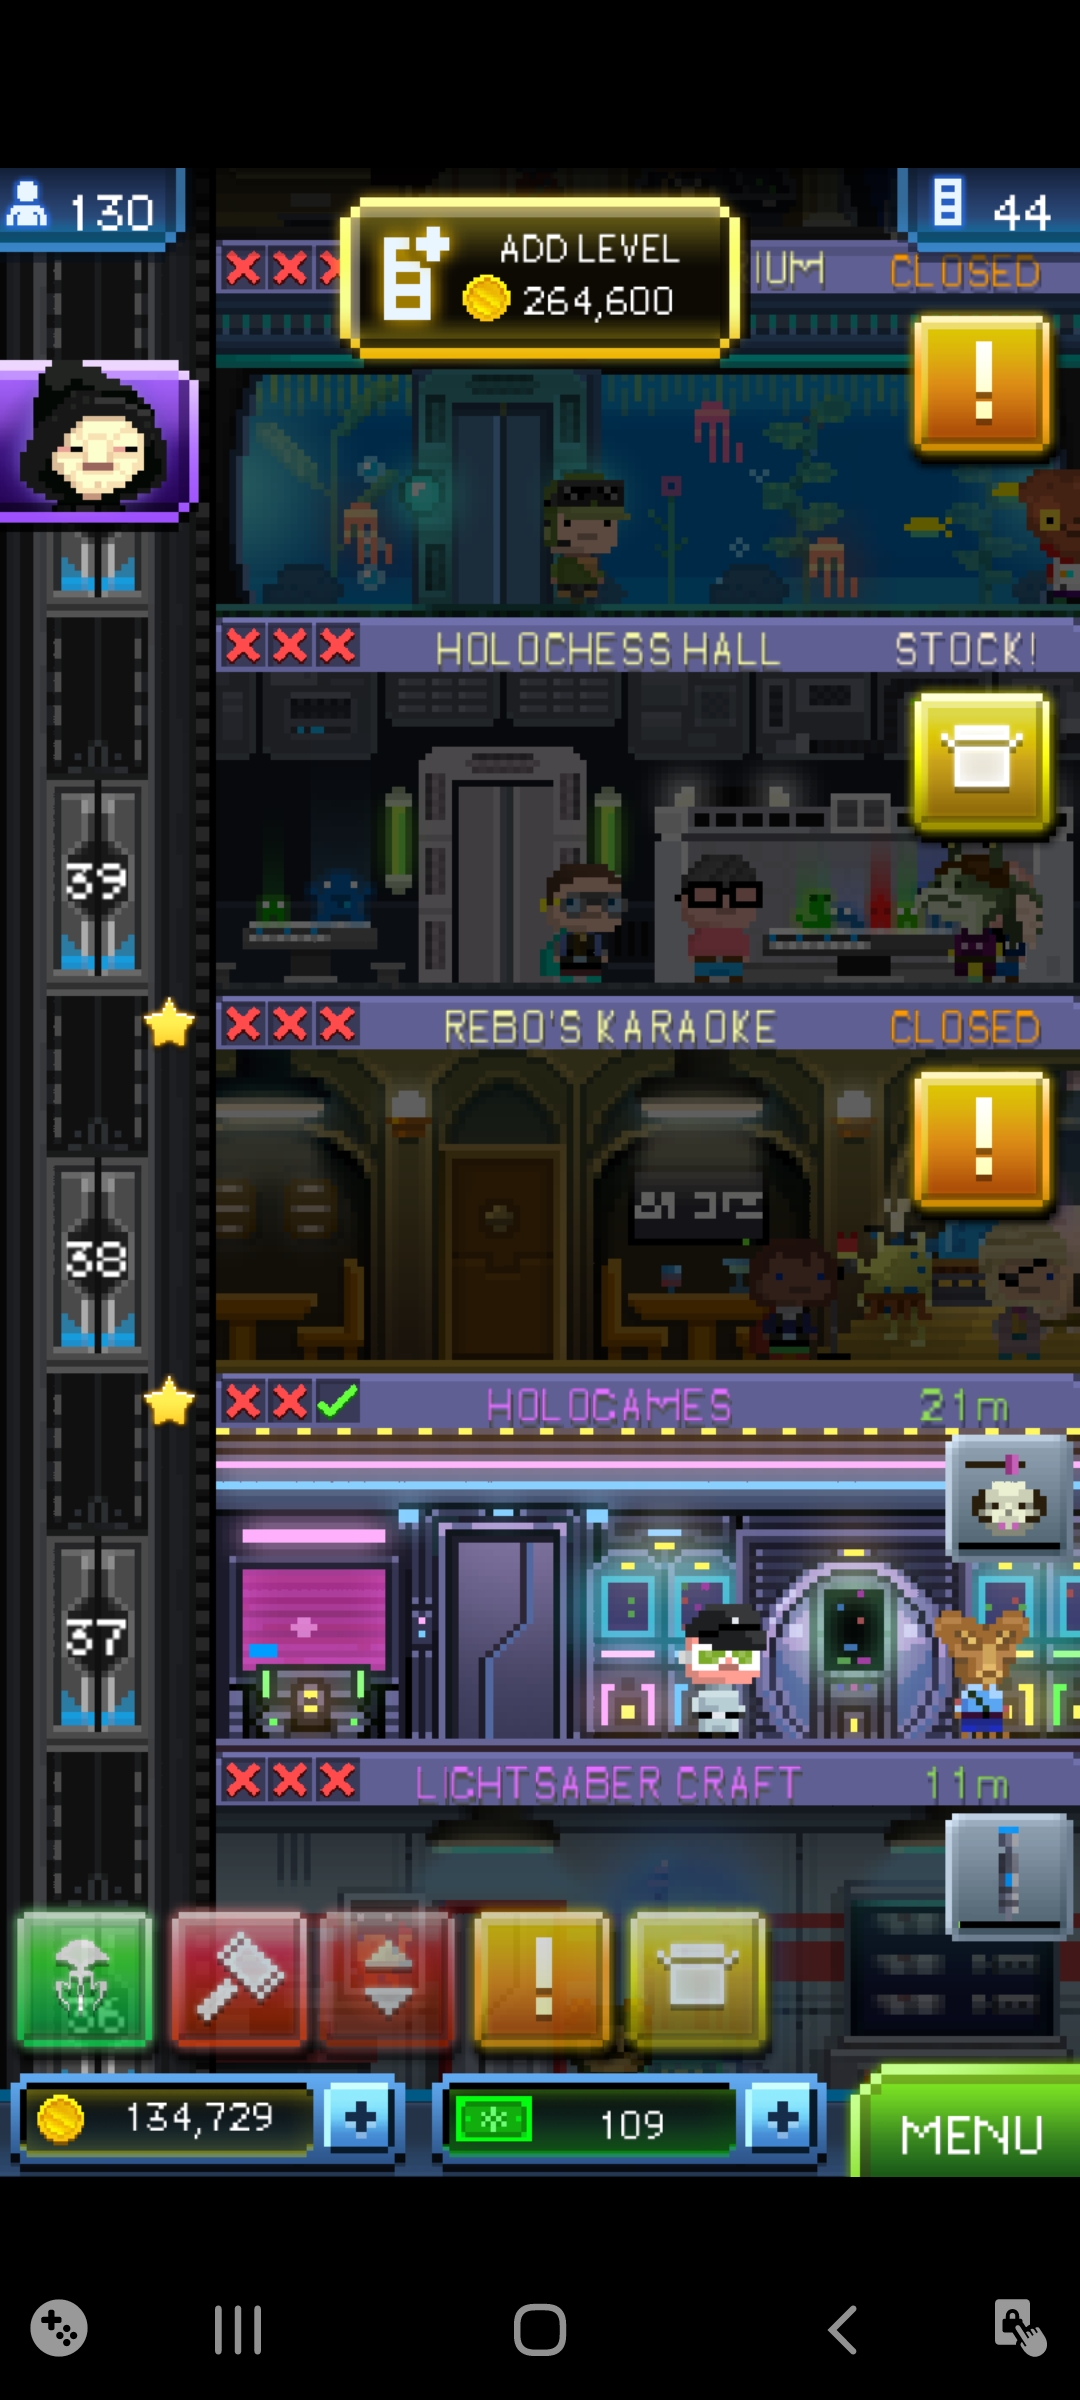 130
44
ADD LEVEL
264,600
IUM CLOSED
HOLOCHESS HALL STOCK!
39
REBO'S KARAOKE CLOSED
38
HOLOGAMES 21m
37
LIGHTSABER CRAFT 11m
36
134,729
109
MENU